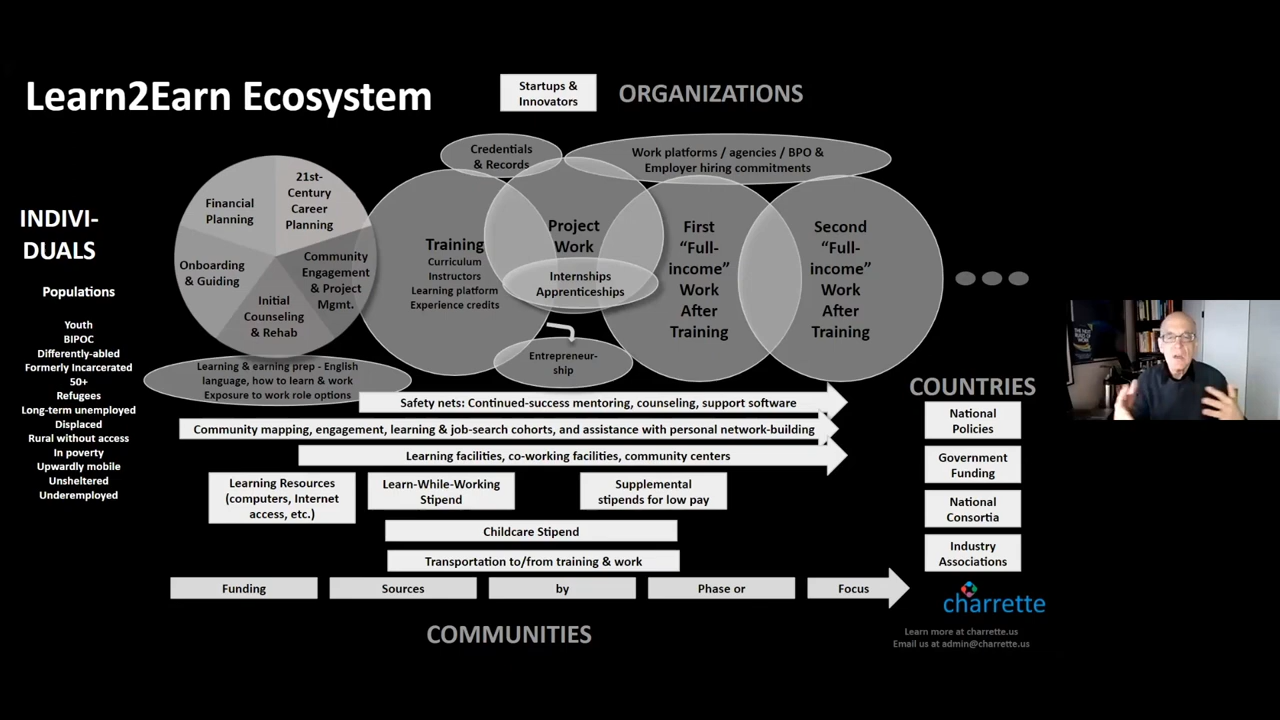 Learn2Earn Ecosystem
Startups &
Innovators
ORGANIZATIONS
INDIVI-
DUALS
Populations
Youth
BIPOC
Differently-abled
Formerly Incarcerated
50+
Refugees
Long-term unemployed
Displaced
Rural without access
In poverty
Upwardly mobile
Unsheltered
Underemployed
Financial
Planning
21st-
Century
Career
Planning
Onboarding
& Guiding
Community
Engagement
& Project
Mgmt.
Initial
Counseling
& Rehab
Learning & earning prep - English
language, how to learn & work
Exposure to work role options
Credentials
& Records
Work platforms / agencies / BPO &
Employer hiring commitments
Training
Curriculum
Instructors
Learning platform
Experience credits
Project
Work
Internships
Apprenticeships
Entrepreneur-
ship
First
“Full-
income”
Work
After
Training
Second
“Full-
income”
Work
After
Training
Safety nets: Continued-success mentoring, counseling, support software
Community mapping, engagement, learning & job-search cohorts, and assistance with personal network-building
Learning facilities, co-working facilities, community centers
Learning Resources
(computers, Internet
access, etc.)
Learn-While-Working
Stipend
Supplemental
stipends for low pay
Childcare Stipend
Transportation to/from training & work
Funding
Sources
by
Phase or
Focus
COMMUNITIES
COUNTRIES
National
Policies
Government
Funding
National
Consortia
Industry
Associations
charrette
Learn more at charrette.us
Email us at admin@charrette.us